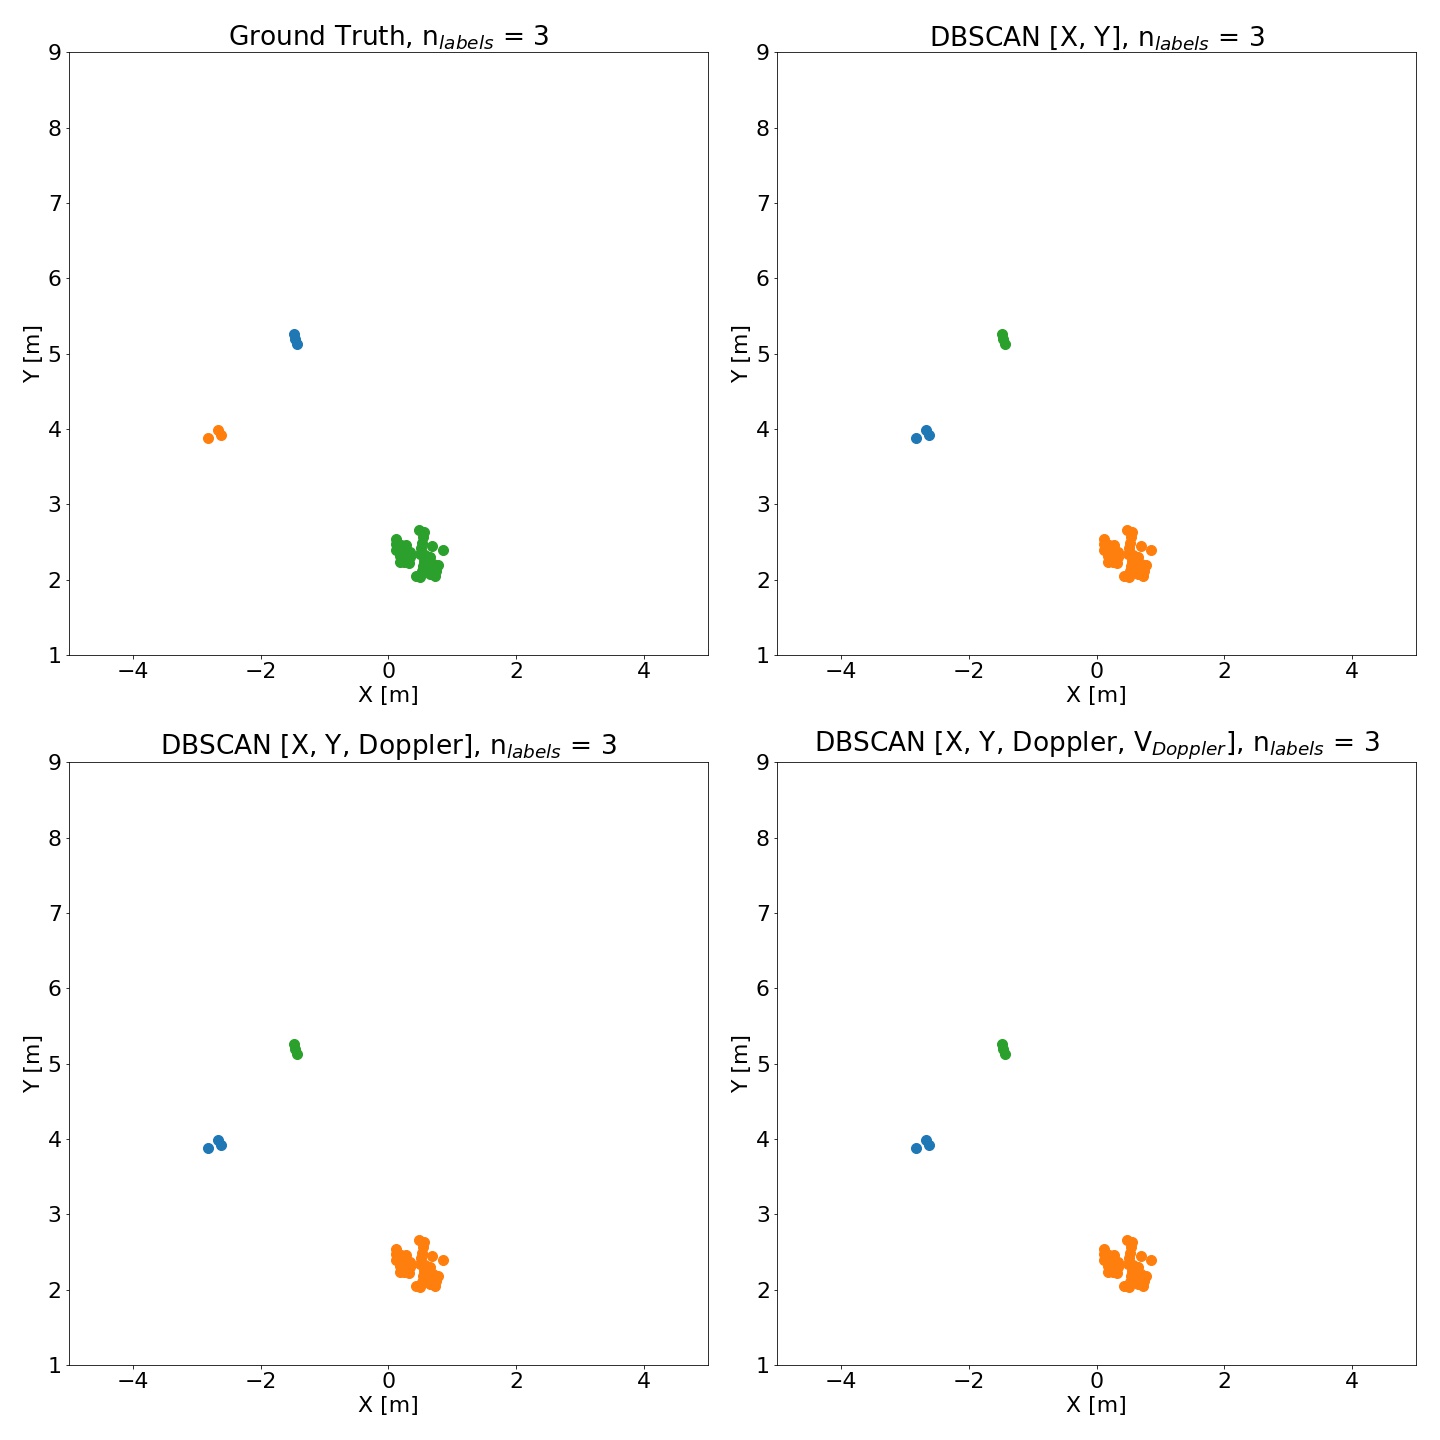 Ground Truth, n_labels = 3
9
8
7
6
5
4
3
2
1
Y [m]
−4 −2 0 2 4
X [m]
DBSCAN [X, Y], n_labels = 3
9
8
7
6
5
4
3
2
1
Y [m]
−4 −2 0 2 4
X [m]
DBSCAN [X, Y, Doppler], n_labels = 3
9
8
7
6
5
4
3
2
1
Y [m]
−4 −2 0 2 4
X [m]
DBSCAN [X, Y, Doppler, V_Doppler], n_labels = 3
9
8
7
6
5
4
3
2
1
Y [m]
−4 −2 0 2 4
X [m]